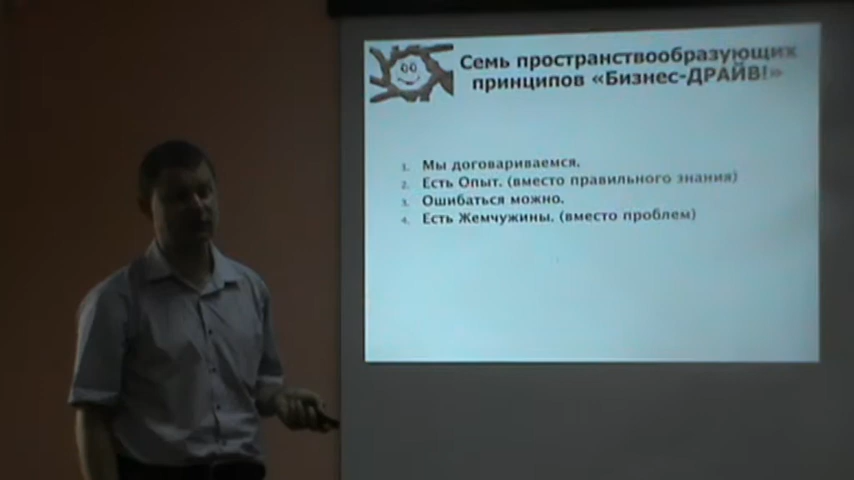 Семь пространствообразующих
принципов «Бизнес-ДРАЙВ!»
1. Мы договариваемся.
2. Есть Опыт. (вместо правильного знания)
3. Ошибаться можно.
4. Есть Жемчужины. (вместо проблем)